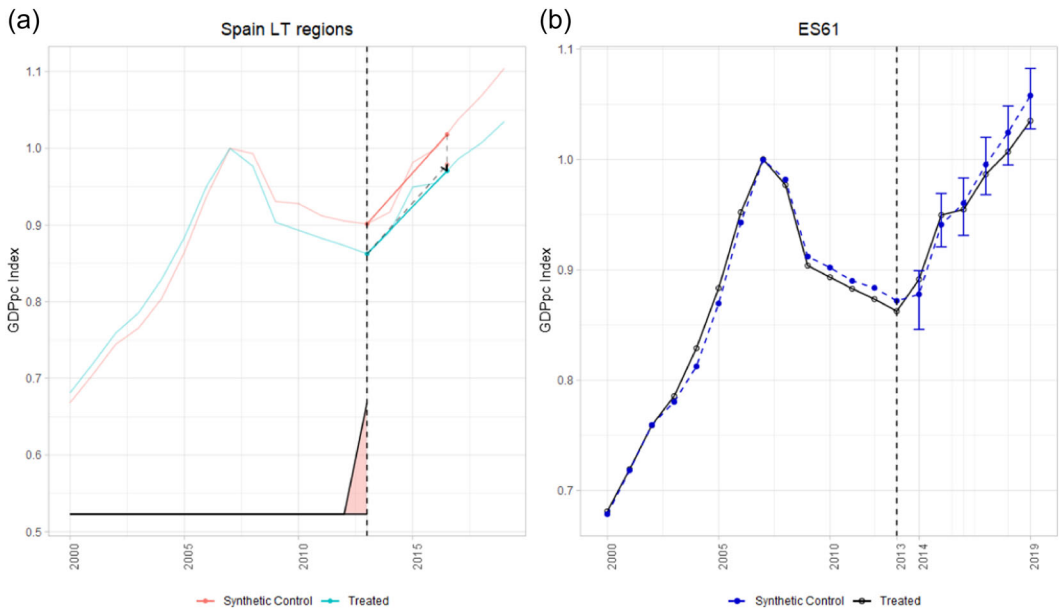 (a)
Spain LT regions
GDPpc Index
1.1
1.0
0.9
0.8
0.7
0.6
0.5
2000
2005
2010
2015
Synthetic Control
Treated
(b)
ES61
GDPpc Index
1.1
1.0
0.9
0.8
0.7
2000
2005
2010
2013
2014
2019
Synthetic Control
Treated